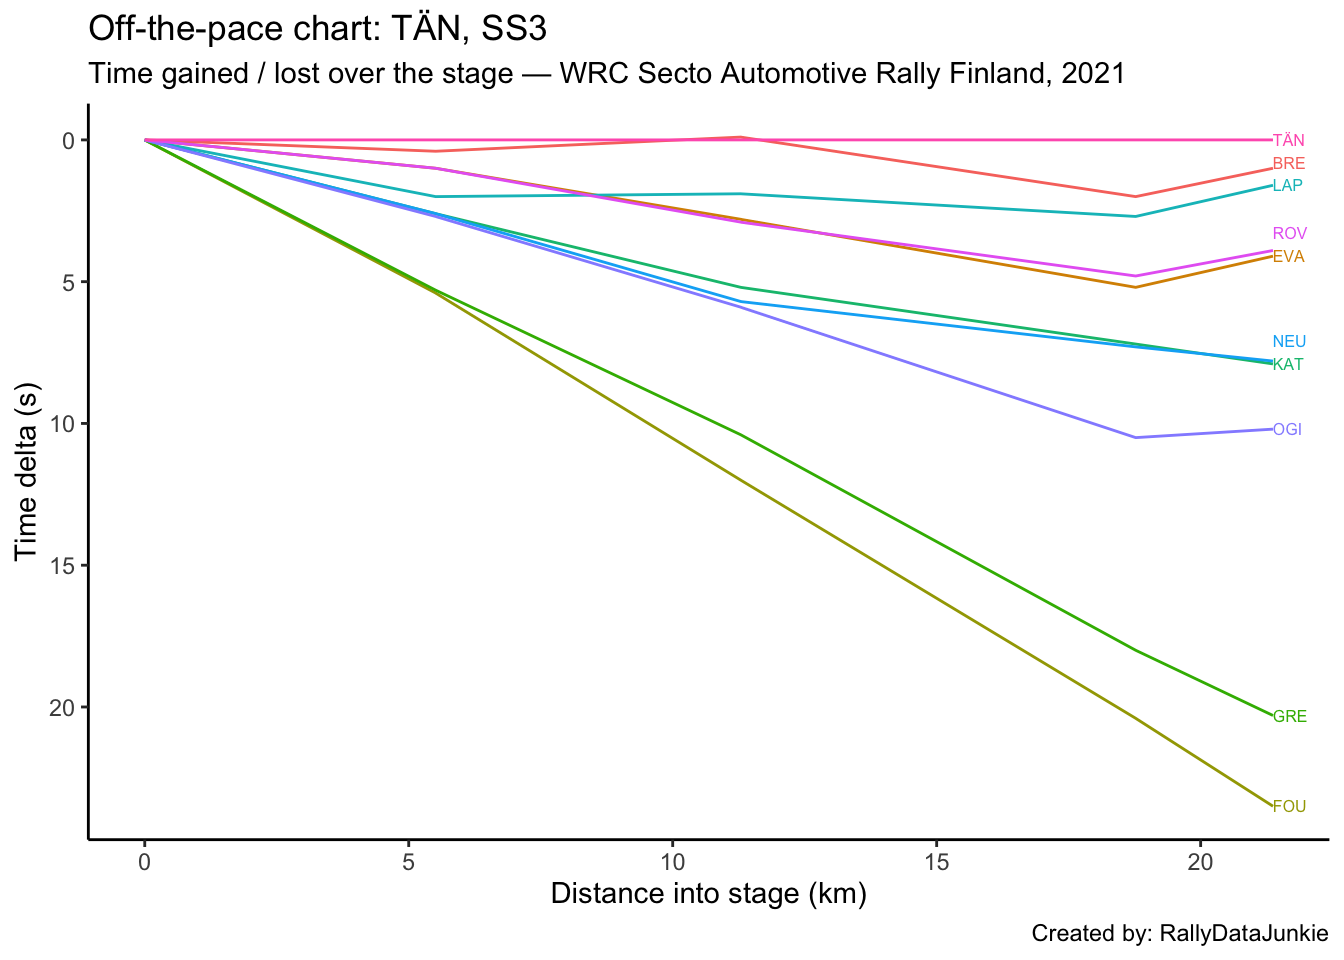 Off-the-pace chart: TÄN, SS3
Time gained / lost over the stage — WRC Secto Automotive Rally Finland, 2021
Time delta (s)
0
5
10
15
20
TÄN
BRE
LAP
ROV
EVA
NEU
KAT
OGI
GRE
FOU
0 5 10 15 20
Distance into stage (km)
Created by: RallyDataJunkie